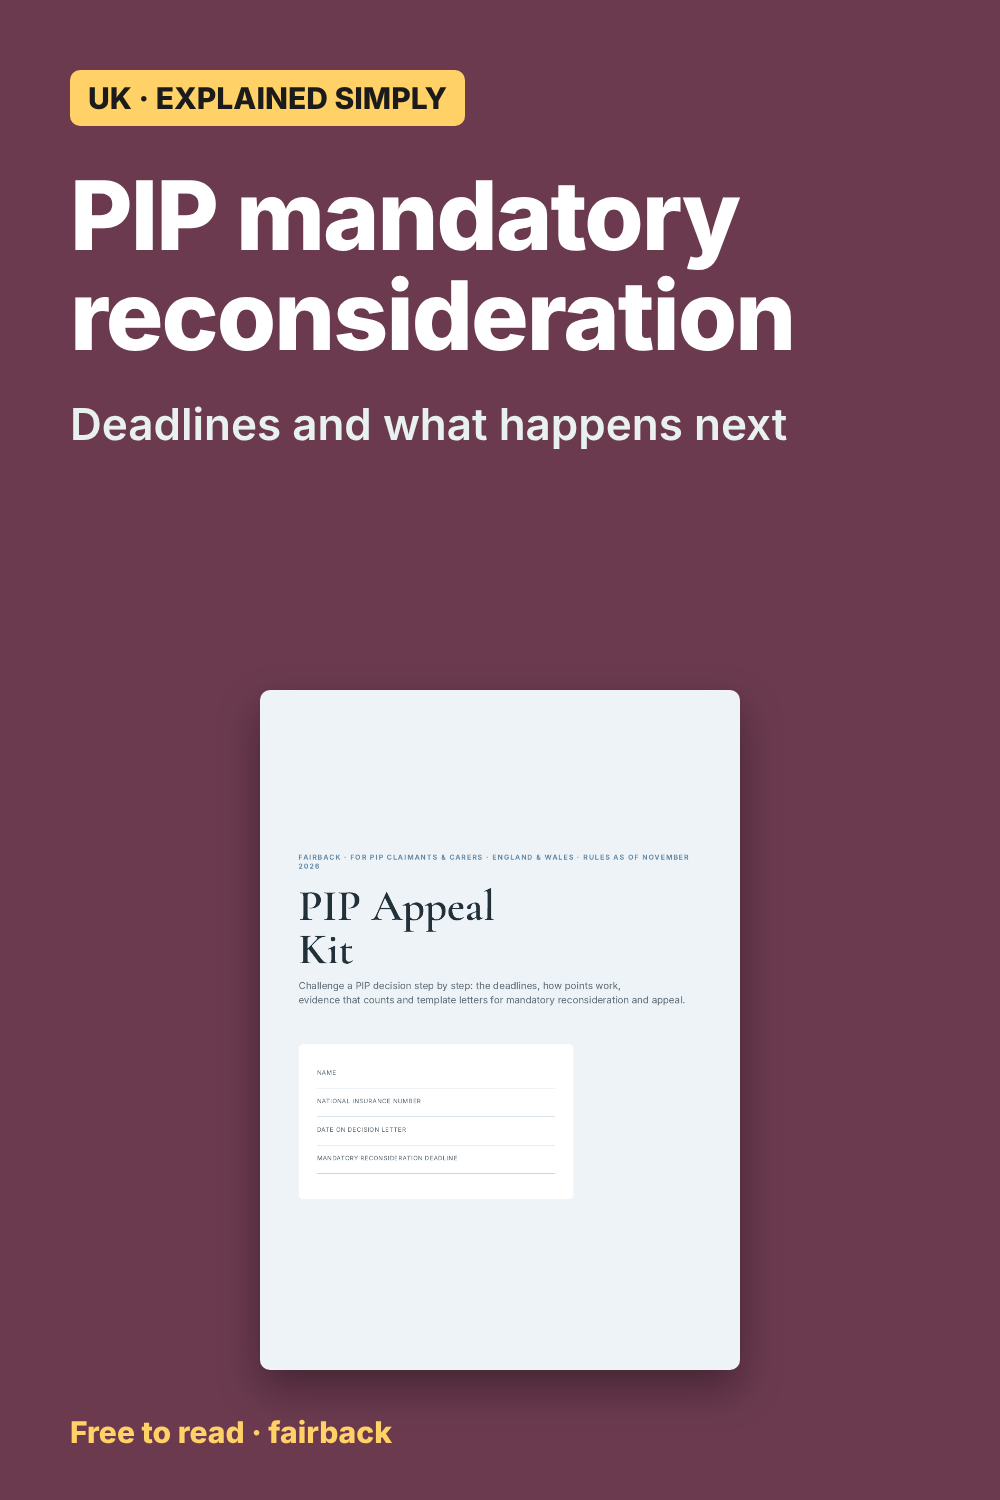 UK · EXPLAINED SIMPLY
PIP mandatory
reconsideration
Deadlines and what happens next
FAIRBACK · FOR PIP CLAIMANTS & CARERS · ENGLAND & WALES · RULES AS OF NOVEMBER
2026
PIP Appeal
Kit
Challenge a PIP decision step by step: the deadlines, how points work,
evidence that counts and template letters for mandatory reconsideration and appeal.
NAME
NATIONAL INSURANCE NUMBER
DATE ON DECISION LETTER
MANDATORY RECONSIDERATION DEADLINE
Free to read · fairback